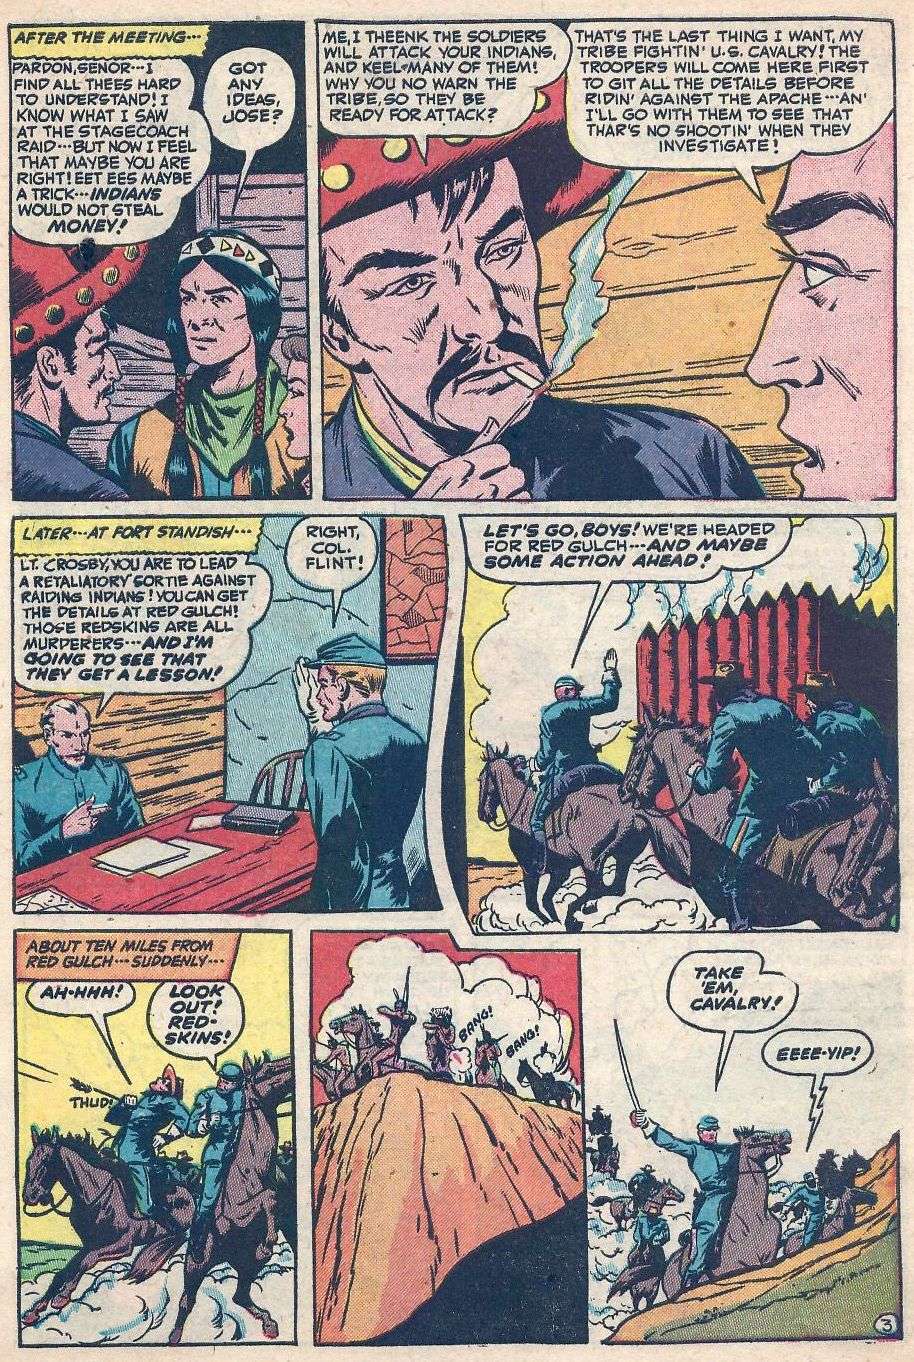 AFTER THE MEETING---
PARDON, SEÑOR---I
FIND ALL THEES HARD
TO UNDERSTAND! I
KNOW WHAT I SAW
AT THE STAGECOACH
RAID---BUT NOW I FEEL
THAT MAYBE YOU ARE
RIGHT! EET EES MAYBE
A TRICK---INDIANS
WOULD NOT STEAL
MONEY!
GOT
ANY
IDEAS,
JOSE?
ME, I THEENK THE SOLDIERS
WILL ATTACK YOUR INDIANS,
AND KEEL MANY OF THEM!
WHY YOU NO WARN THE
TRIBE, SO THEY BE
READY FOR ATTACK?
THAT'S THE LAST THING I WANT, MY
TRIBE FIGHTIN' U.S. CAVALRY! THE
TROOPERS WILL COME HERE FIRST
TO GIT ALL THE DETAILS BEFORE
RIDIN' AGAINST THE APACHE---AN'
I'LL GO WITH THEM TO SEE THAT
THAR'S NO SHOOTIN' WHEN THEY
INVESTIGATE!
LATER---AT FORT STANDISH---
LT. CROSBY, YOU ARE TO LEAD
A RETALIATORY SORTIE AGAINST
RAIDING INDIANS! YOU CAN GET
THE DETAILS AT RED GULCH!
THOSE REDSKINS ARE ALL
MURDERERS---AND I'M
GOING TO SEE THAT
THEY GET A LESSON!
RIGHT,
COL.
FLINT!
LET'S GO, BOYS! WE'RE HEADED
FOR RED GULCH---AND MAYBE
SOME ACTION AHEAD!
ABOUT TEN MILES FROM
RED GULCH---SUDDENLY---
AH-HHH!
LOOK
OUT!
RED-
SKINS!
THUD!
BANG!
BANG!
TAKE
'EM,
CAVALRY!
EEEE-YIP!
3